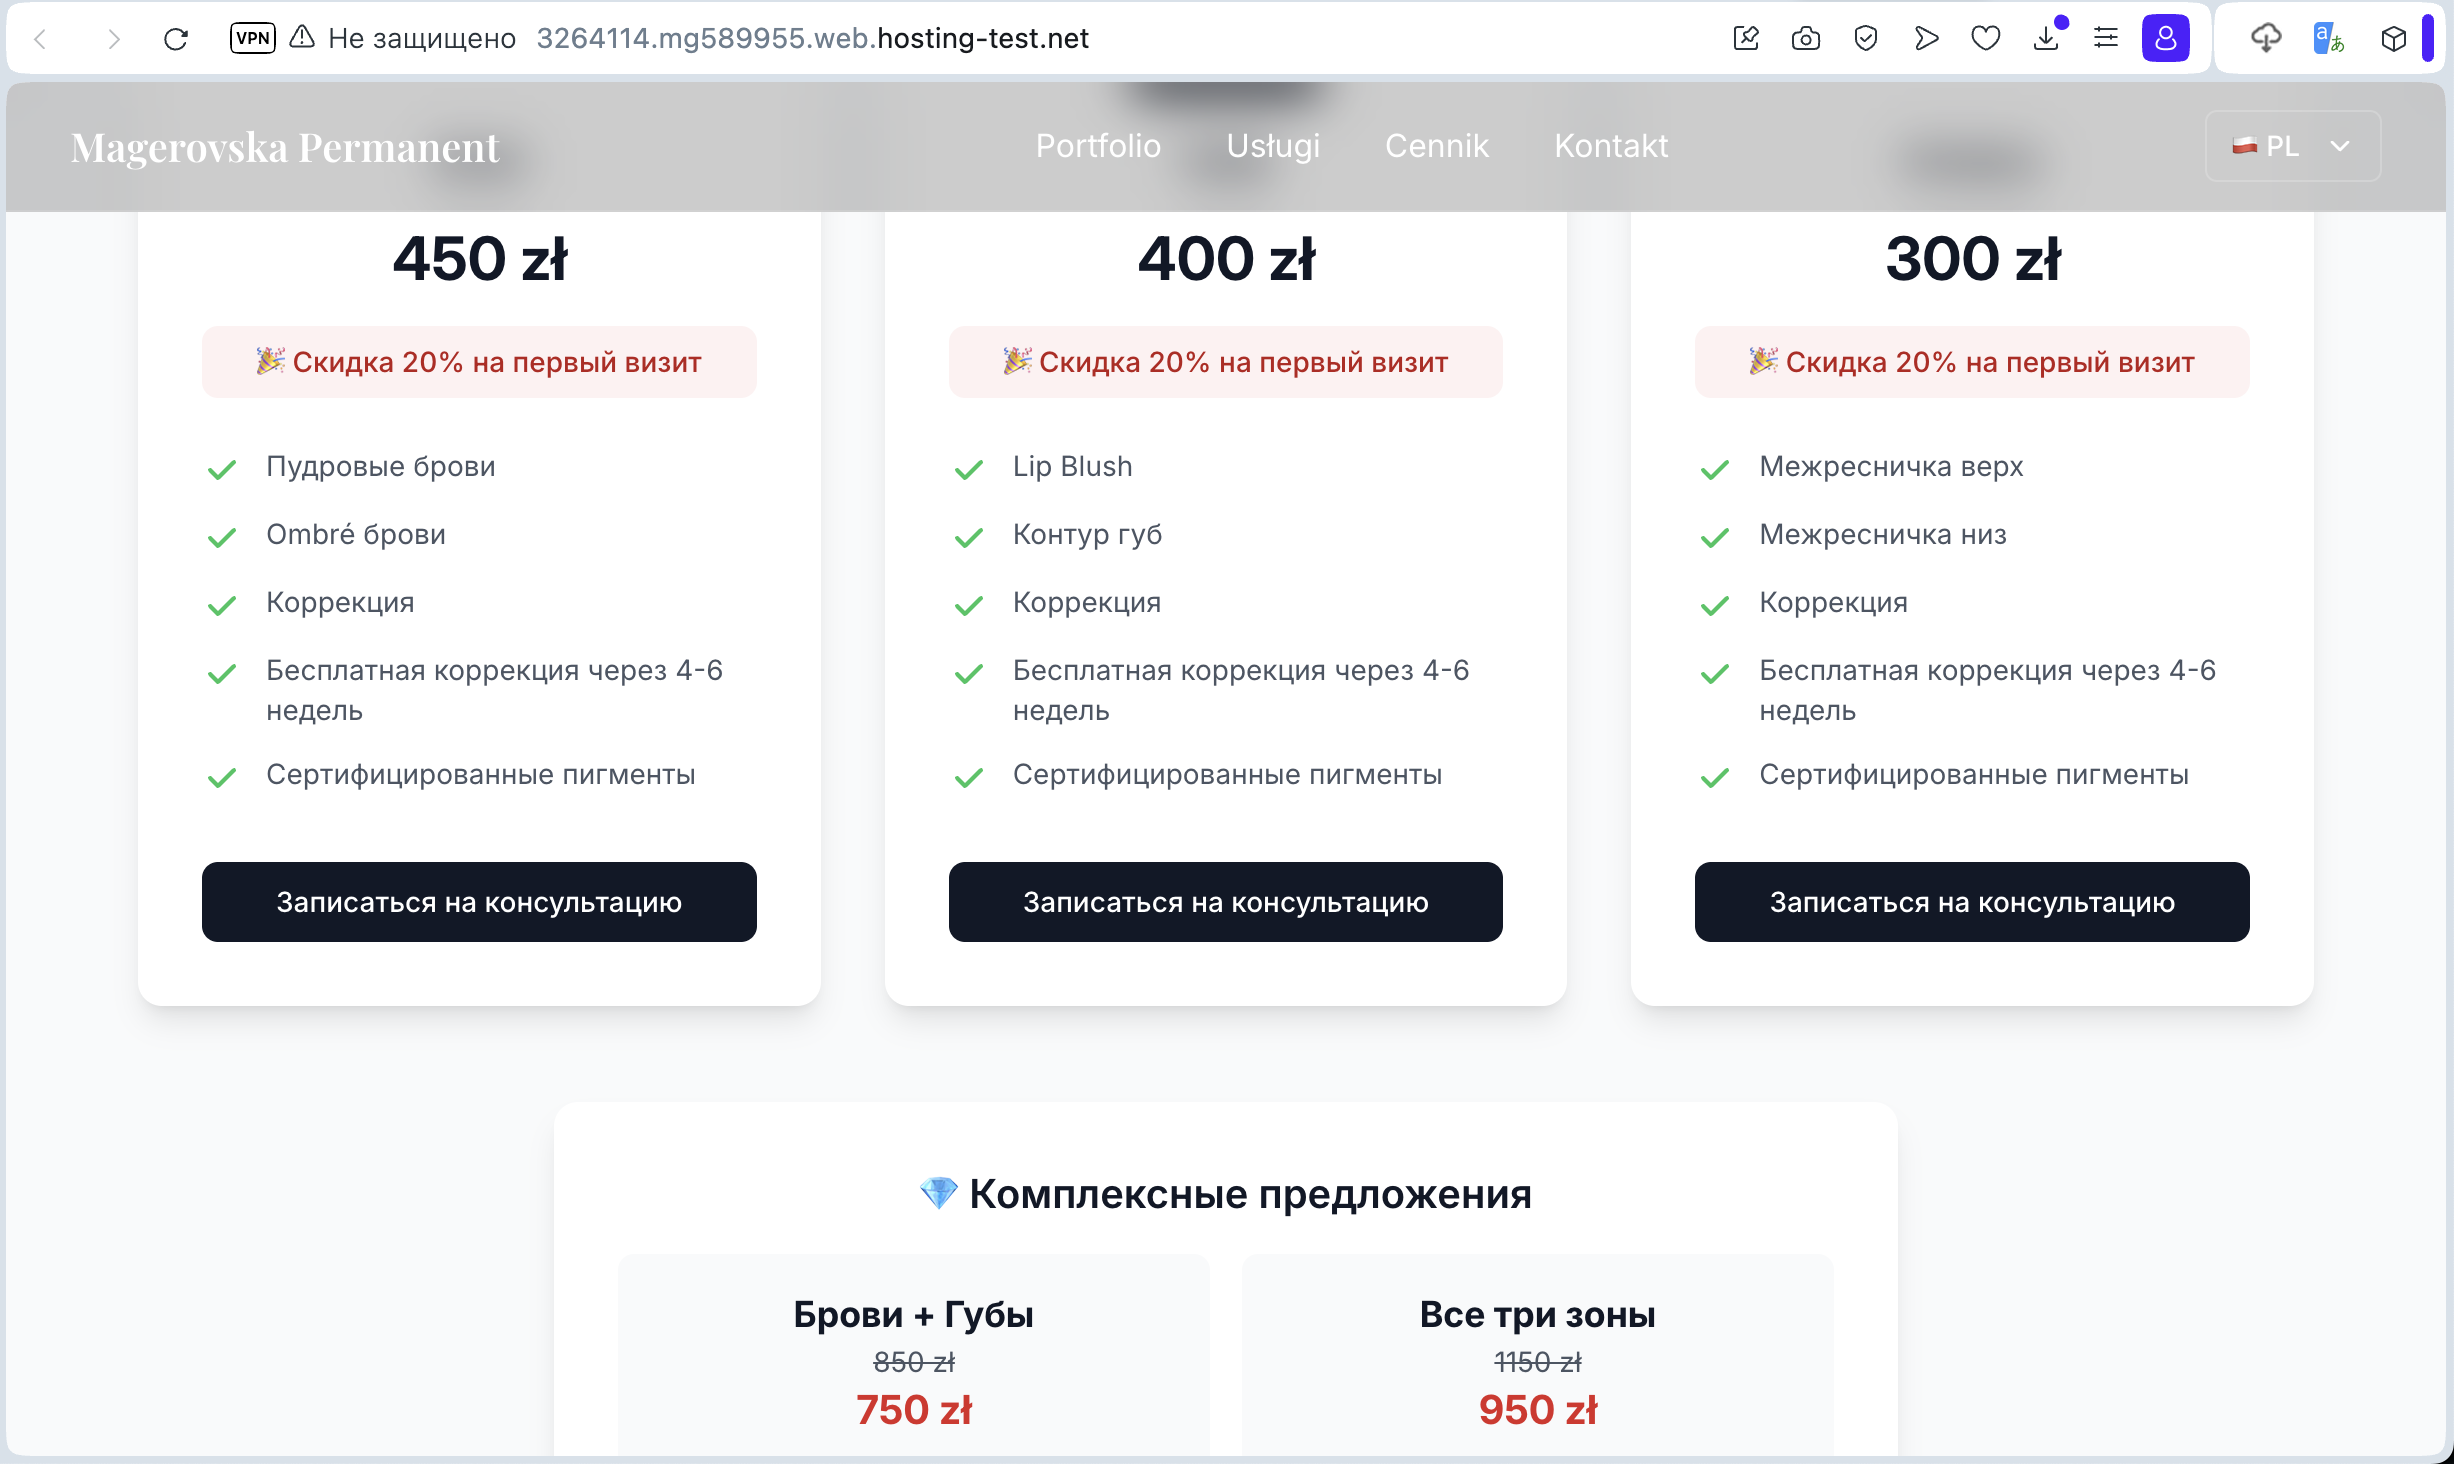 VPN Не защищено 3264114.mg589955.web.hosting-test.net
Magerovska Permanent
Portfolio Usługi Cennik Kontakt
PL
450 zł
Скидка 20% на первый визит
Пудровые брови
Ombré брови
Коррекция
Бесплатная коррекция через 4-6
недель
Сертифицированные пигменты
Записаться на консультацию
400 zł
Скидка 20% на первый визит
Lip Blush
Контур губ
Коррекция
Бесплатная коррекция через 4-6
недель
Сертифицированные пигменты
Записаться на консультацию
300 zł
Скидка 20% на первый визит
Межресничка верх
Межресничка низ
Коррекция
Бесплатная коррекция через 4-6
недель
Сертифицированные пигменты
Записаться на консультацию
Комплексные предложения
Брови + Губы
850 zł
750 zł
Все три зоны
1150 zł
950 zł